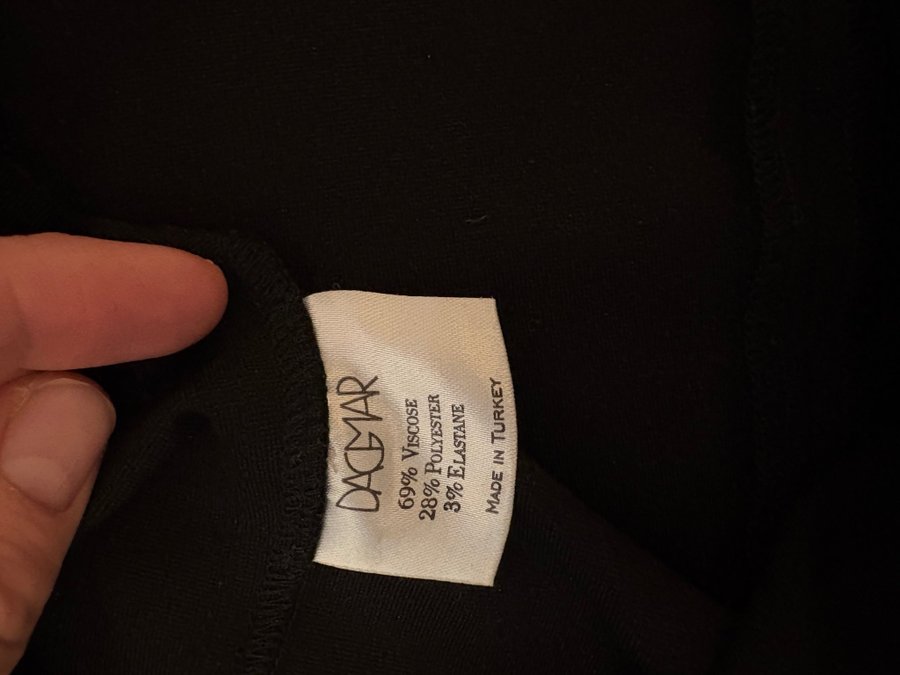 DAGMAR
69% VISCOSE
28% POLYESTER
3% ELASTANE
MADE IN TURKEY